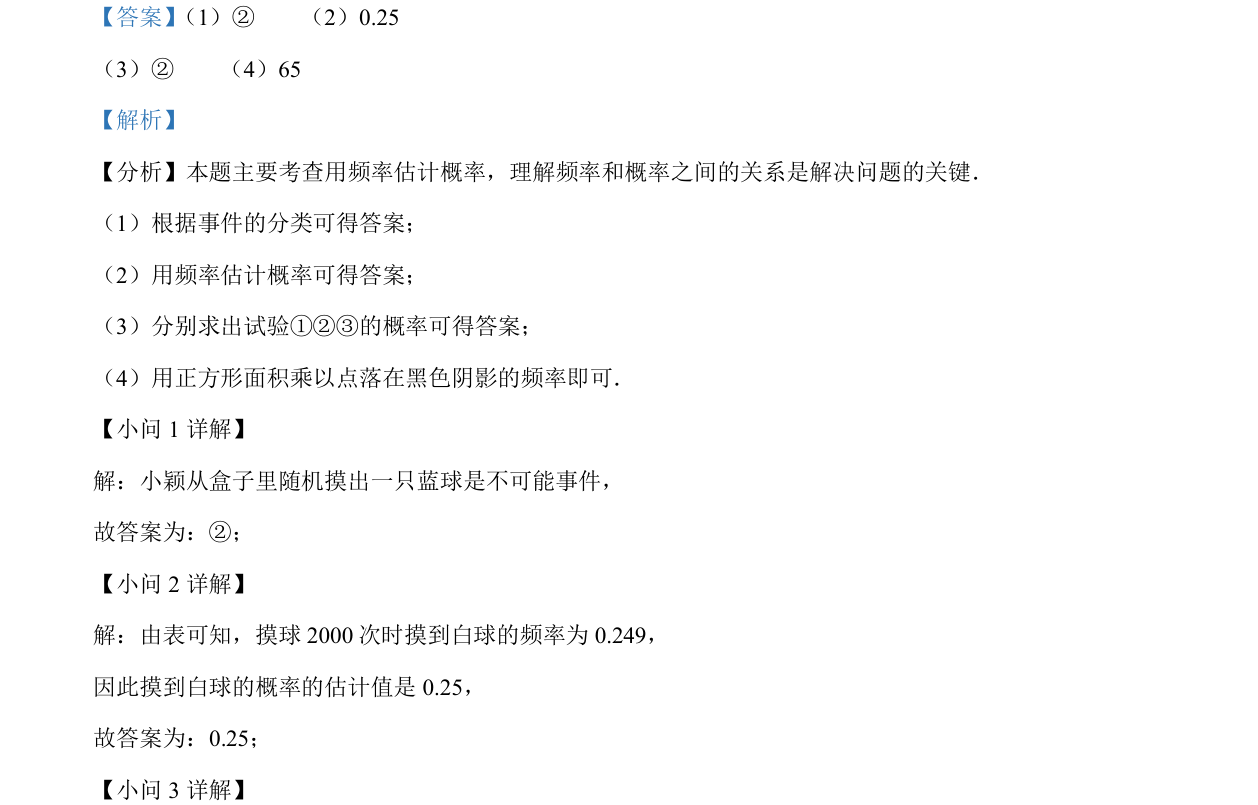 【答案】（1）②  （2）0.25
（3）②  （4）65
【解析】
【分析】本题主要考查用频率估计概率，理解频率和概率之间的关系是解决问题的关键．
（1）根据事件的分类可得答案；
（2）用频率估计概率可得答案；
（3）分别求出试验①②③的概率可得答案；
（4）用正方形面积乘以点落在黑色阴影的频率即可．
【小问 1 详解】
解：小颖从盒子里随机摸出一只蓝球是不可能事件，
故答案为：②；
【小问 2 详解】
解：由表可知，摸球 2000 次时摸到白球的频率为 0.249，
因此摸到白球的概率的估计值是 0.25，
故答案为：0.25；
【小问 3 详解】